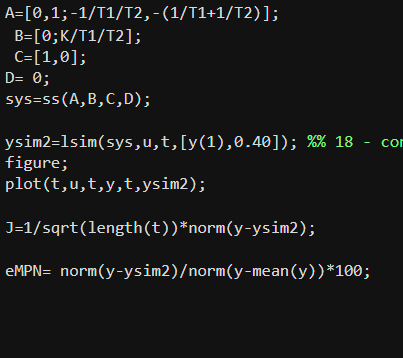 A=[0,1;-1/T1/T2,-(1/T1+1/T2)];
B=[0;K/T1/T2];
C=[1,0];
D= 0;
sys=ss(A,B,C,D);
ysim2=lsim(sys,u,t,[y(1),0.40]); %% 18 -
figure;
plot(t,u,t,y,t,ysim2);
J=1/sqrt(length(t))*norm(y-ysim2);
eMPN= norm(y-ysim2)/norm(y-mean(y))*100;